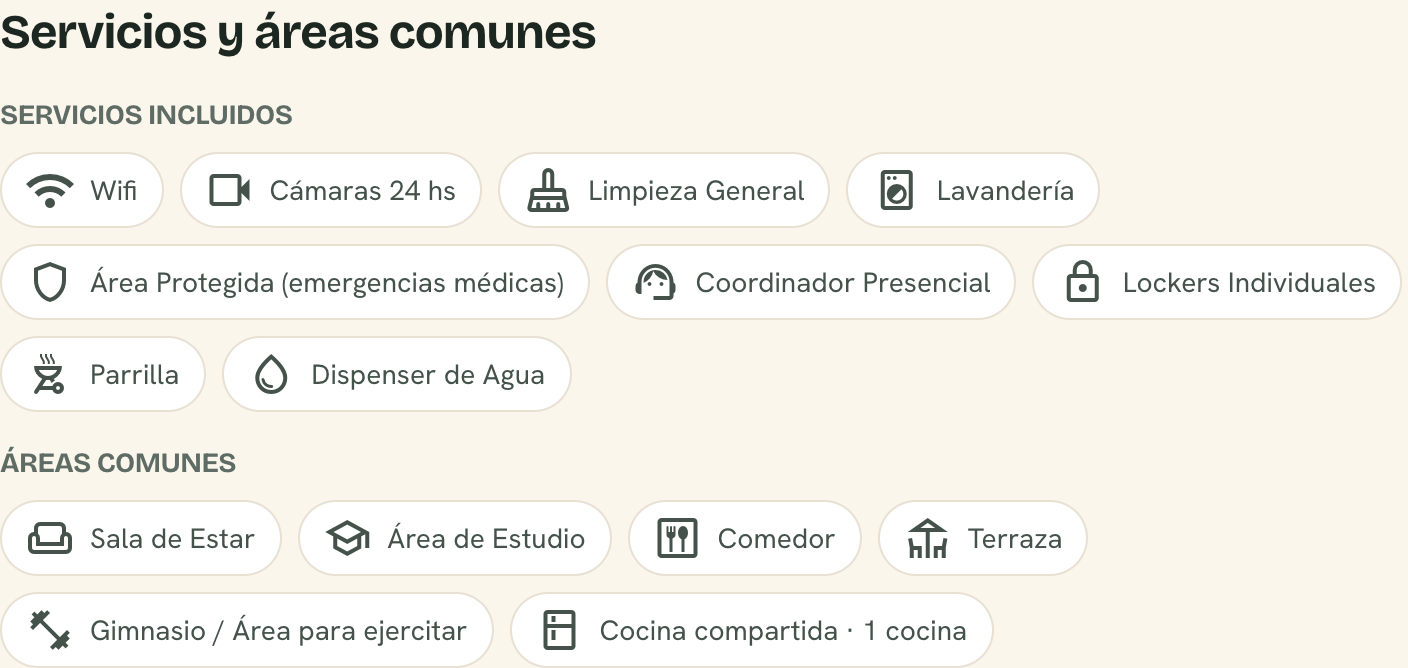 Servicios y áreas comunes
SERVICIOS INCLUIDOS
Wifi Cámaras 24 hs Limpieza General Lavandería
Área Protegida (emergencias médicas) Coordinador Presencial Lockers Individuales
Parrilla Dispenser de Agua
ÁREAS COMUNES
Sala de Estar Área de Estudio Comedor Terraza
Gimnasio / Área para ejercitar Cocina compartida · 1 cocina